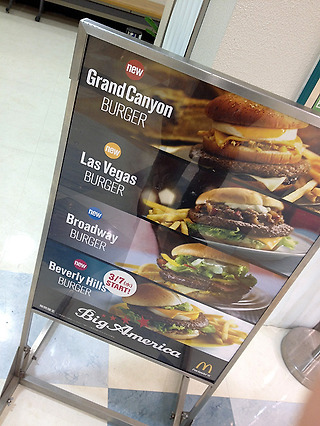 new
Grand Canyon
BURGER
new
Las Vegas
BURGER
new
Broadway
BURGER
new
Beverly Hills
BURGER
3/7(水)
START!
Big America